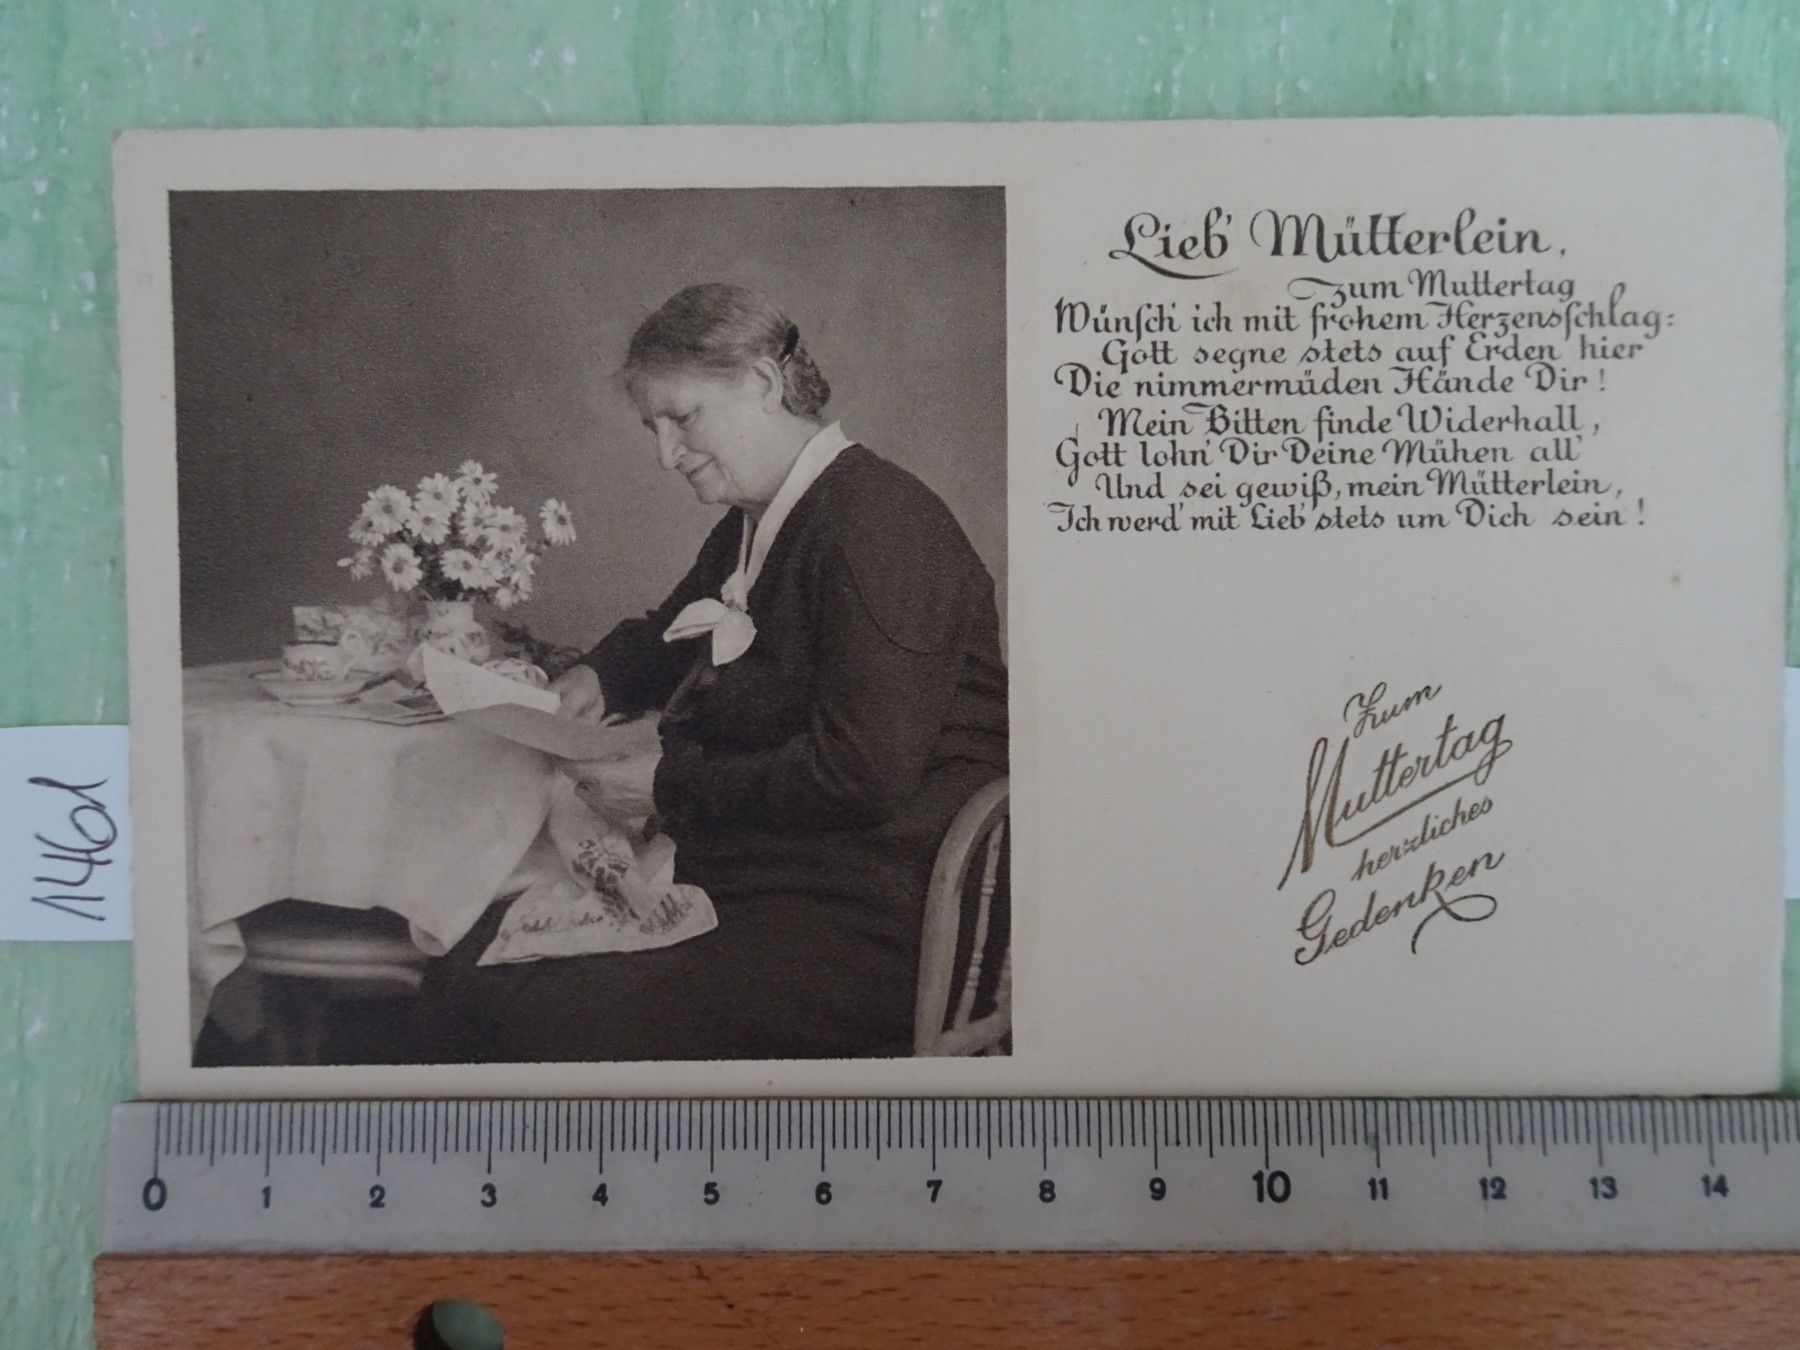 Lieb' Mütterlein,
zum Muttertag
Wünsch' ich mit frohem Herzensschlag:
Gott segne stets auf Erden hier
Die nimmermüden Hände Dir!
Mein Bitten finde Widerhall,
Gott lohn' Dir Deine Mühen all'
Und sei gewiß, mein Mütterlein,
Ich werd' mit Lieb' stets um Dich sein!
Zum
Muttertag
herzliches
Gedenken
0 1 2 3 4 5 6 7 8 9 10 11 12 13 14